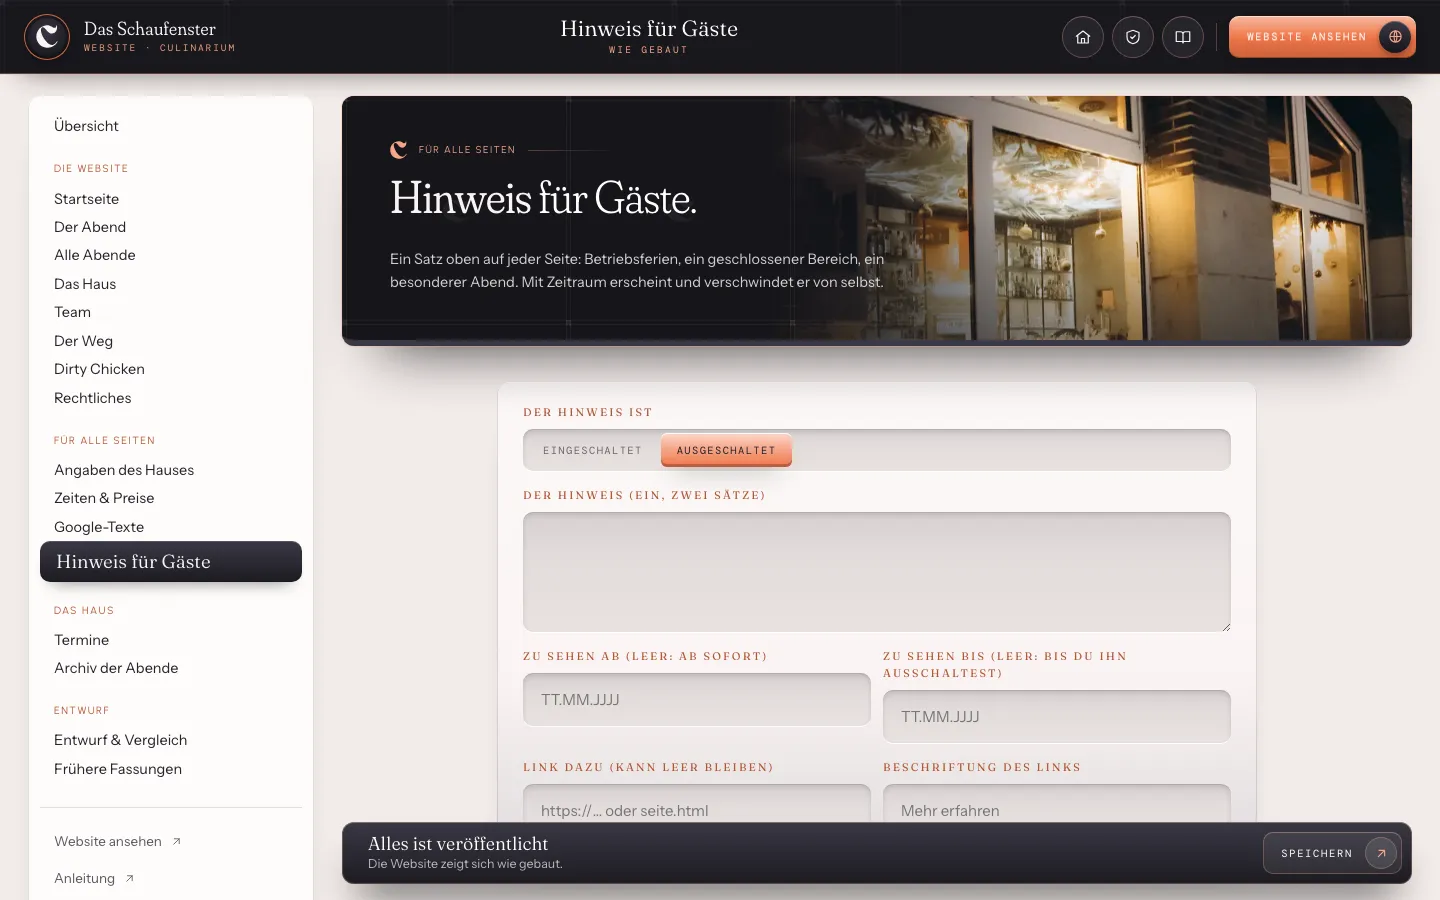 Das Schaufenster
WEBSITE · CULINARIUM
Hinweis für Gäste
WIE GEBAUT
WEBSITE ANSEHEN
Übersicht
DIE WEBSITE
Startseite
Der Abend
Alle Abende
Das Haus
Team
Der Weg
Dirty Chicken
Rechtliches
FÜR ALLE SEITEN
Angaben des Hauses
Zeiten & Preise
Google-Texte
Hinweis für Gäste
DAS HAUS
Termine
Archiv der Abende
ENTWURF
Entwurf & Vergleich
Frühere Fassungen
Website ansehen
Anleitung
FÜR ALLE SEITEN
Hinweis für Gäste.
Ein Satz oben auf jeder Seite: Betriebsferien, ein geschlossener Bereich, ein
besonderer Abend. Mit Zeitraum erscheint und verschwindet er von selbst.
DER HINWEIS IST
EINGESCHALTET
AUSGESCHALTET
DER HINWEIS (EIN, ZWEI SÄTZE)
ZU SEHEN AB (LEER: AB SOFORT)
TT.MM.JJJJ
ZU SEHEN BIS (LEER: BIS DU IHN
AUSSCHALTEST)
TT.MM.JJJJ
LINK DAZU (KANN LEER BLEIBEN)
https://... oder seite.html
BESCHRIFTUNG DES LINKS
Mehr erfahren
Alles ist veröffentlicht
Die Website zeigt sich wie gebaut.
SPEICHERN